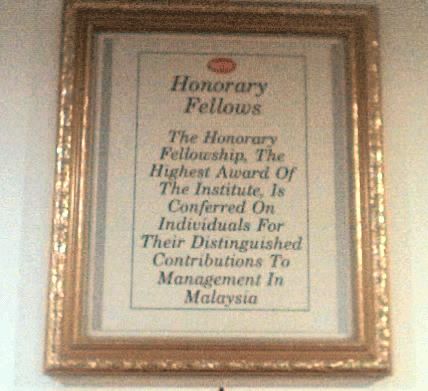 Honorary
Fellows
The Honorary
Fellowship, The
Highest Award Of
The Institute, Is
Conferred On
Individuals For
Their Distinguished
Contributions To
Management In
Malaysia